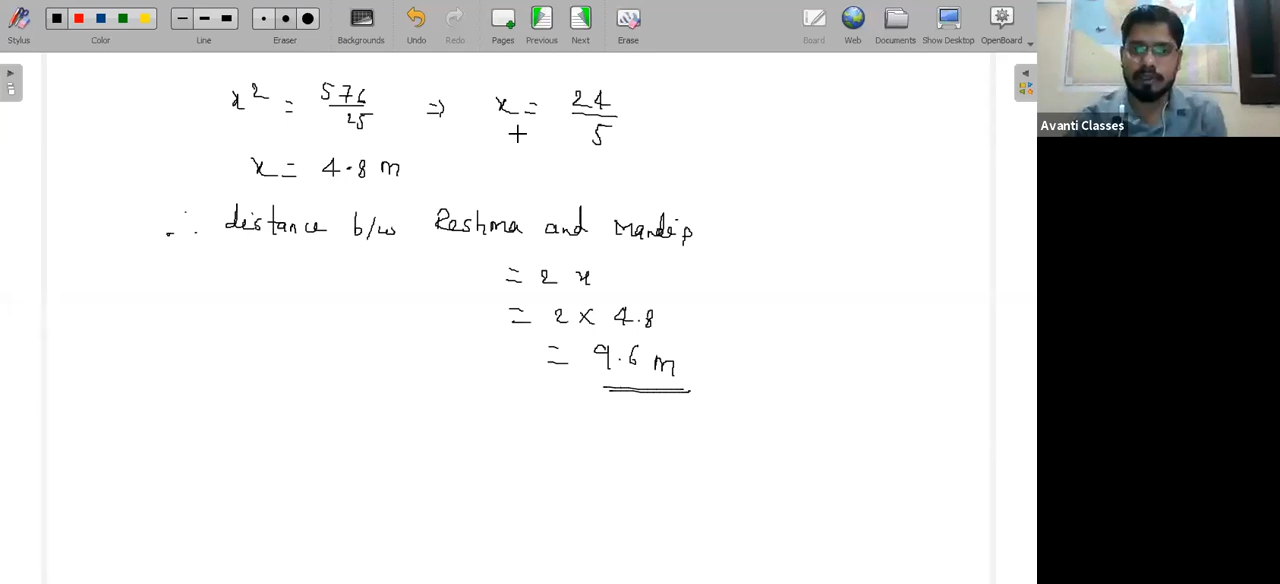 Stylus
Color
Line
Eraser
Backgrounds
Undo
Redo
Pages
Previous
Next
Erase
Board
Web
Documents
Show Desktop
OpenBoard
Avanti Classes
x² = 576/25 ⇒ x = 24/5
x = 4.8 m
∴ distance b/w Reshma and Mandip
= 2x
= 2 × 4.8
= 9.6 m